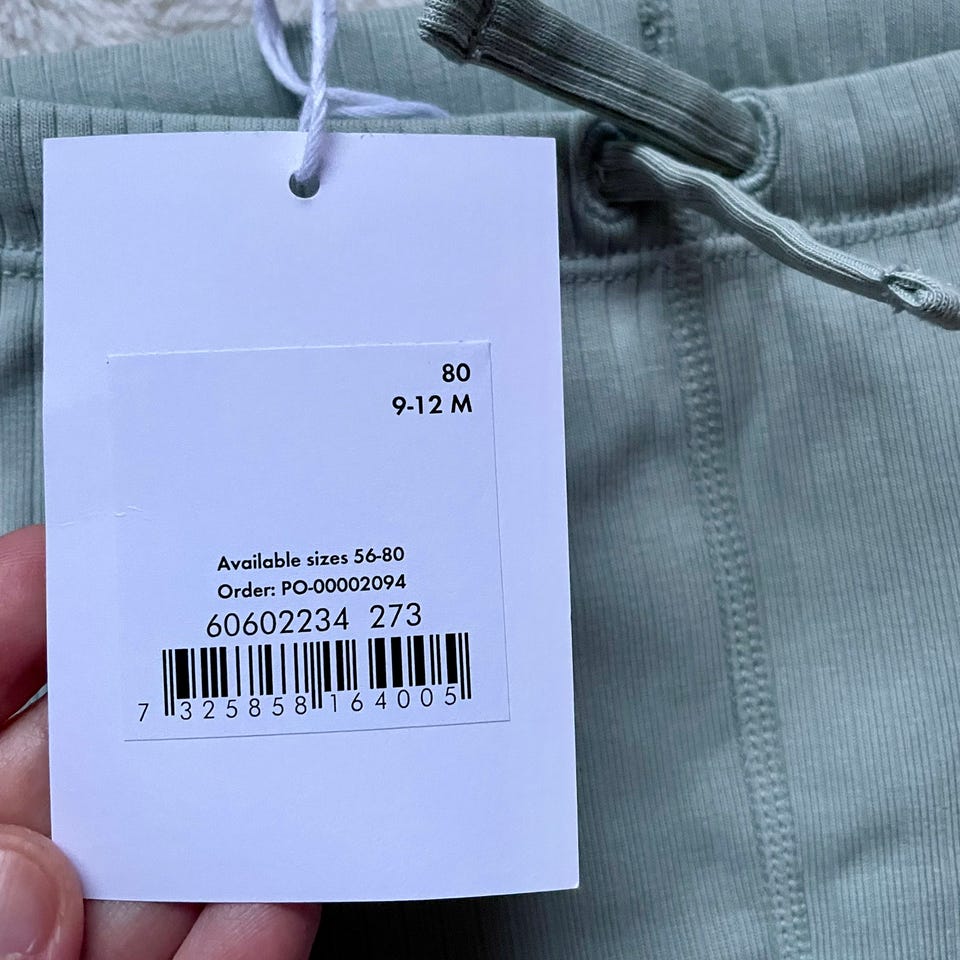 80
9-12 M
Available sizes 56-80
Order: PO-00002094
60602234 273
7 325858 164005